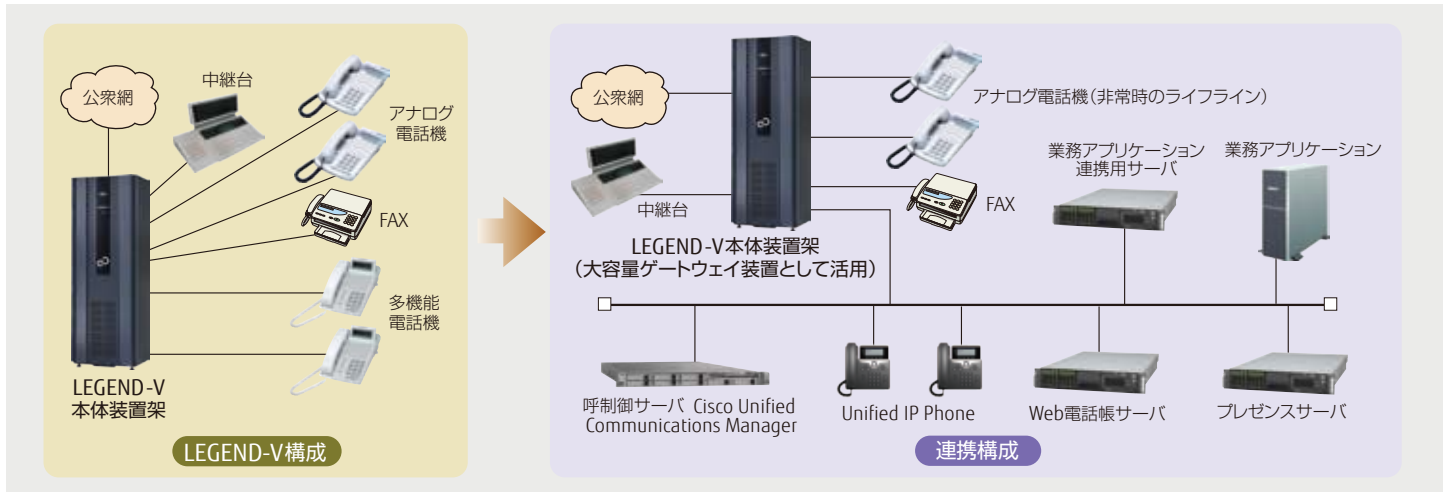 公衆網
中継台
アナログ
電話機
FAX
多機能
電話機
LEGEND-V
本体装置架
LEGEND-V構成
公衆網
中継台
アナログ電話機（非常時のライフライン）
FAX
LEGEND-V本体装置架
（大容量ゲートウェイ装置として活用）
業務アプリケーション
連携用サーバ
業務アプリケーション
呼制御サーバ Cisco Unified
Communications Manager
Unified IP Phone
Web電話帳サーバ
プレゼンスサーバ
連携構成